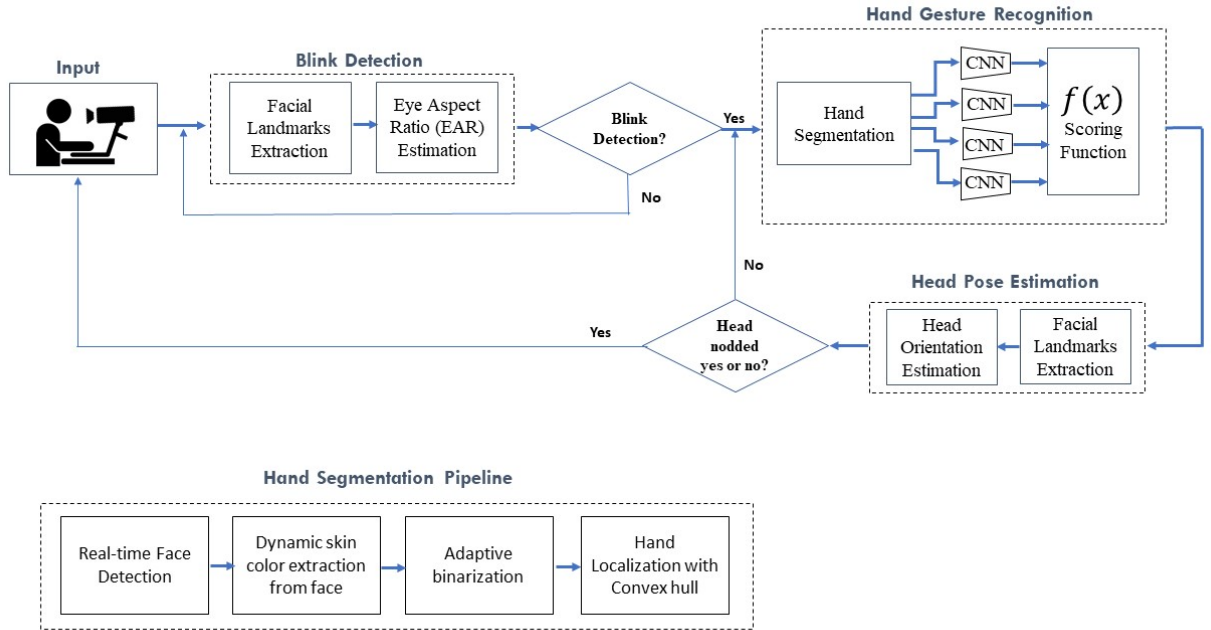 Hand Gesture Recognition
Blink Detection
Input
Facial
Landmarks
Extraction
Eye Aspect
Ratio (EAR)
Estimation
Blink
Detection?
Yes
No
Hand
Segmentation
CNN
CNN
CNN
CNN
f(x)
Scoring
Function
Head Pose Estimation
Facial
Landmarks
Extraction
Head
Orientation
Estimation
Head
nodded
yes or no?
No
Yes
Hand Segmentation Pipeline
Real-time Face
Detection
Dynamic skin
color extraction
from face
Adaptive
binarization
Hand
Localization with
Convex hull